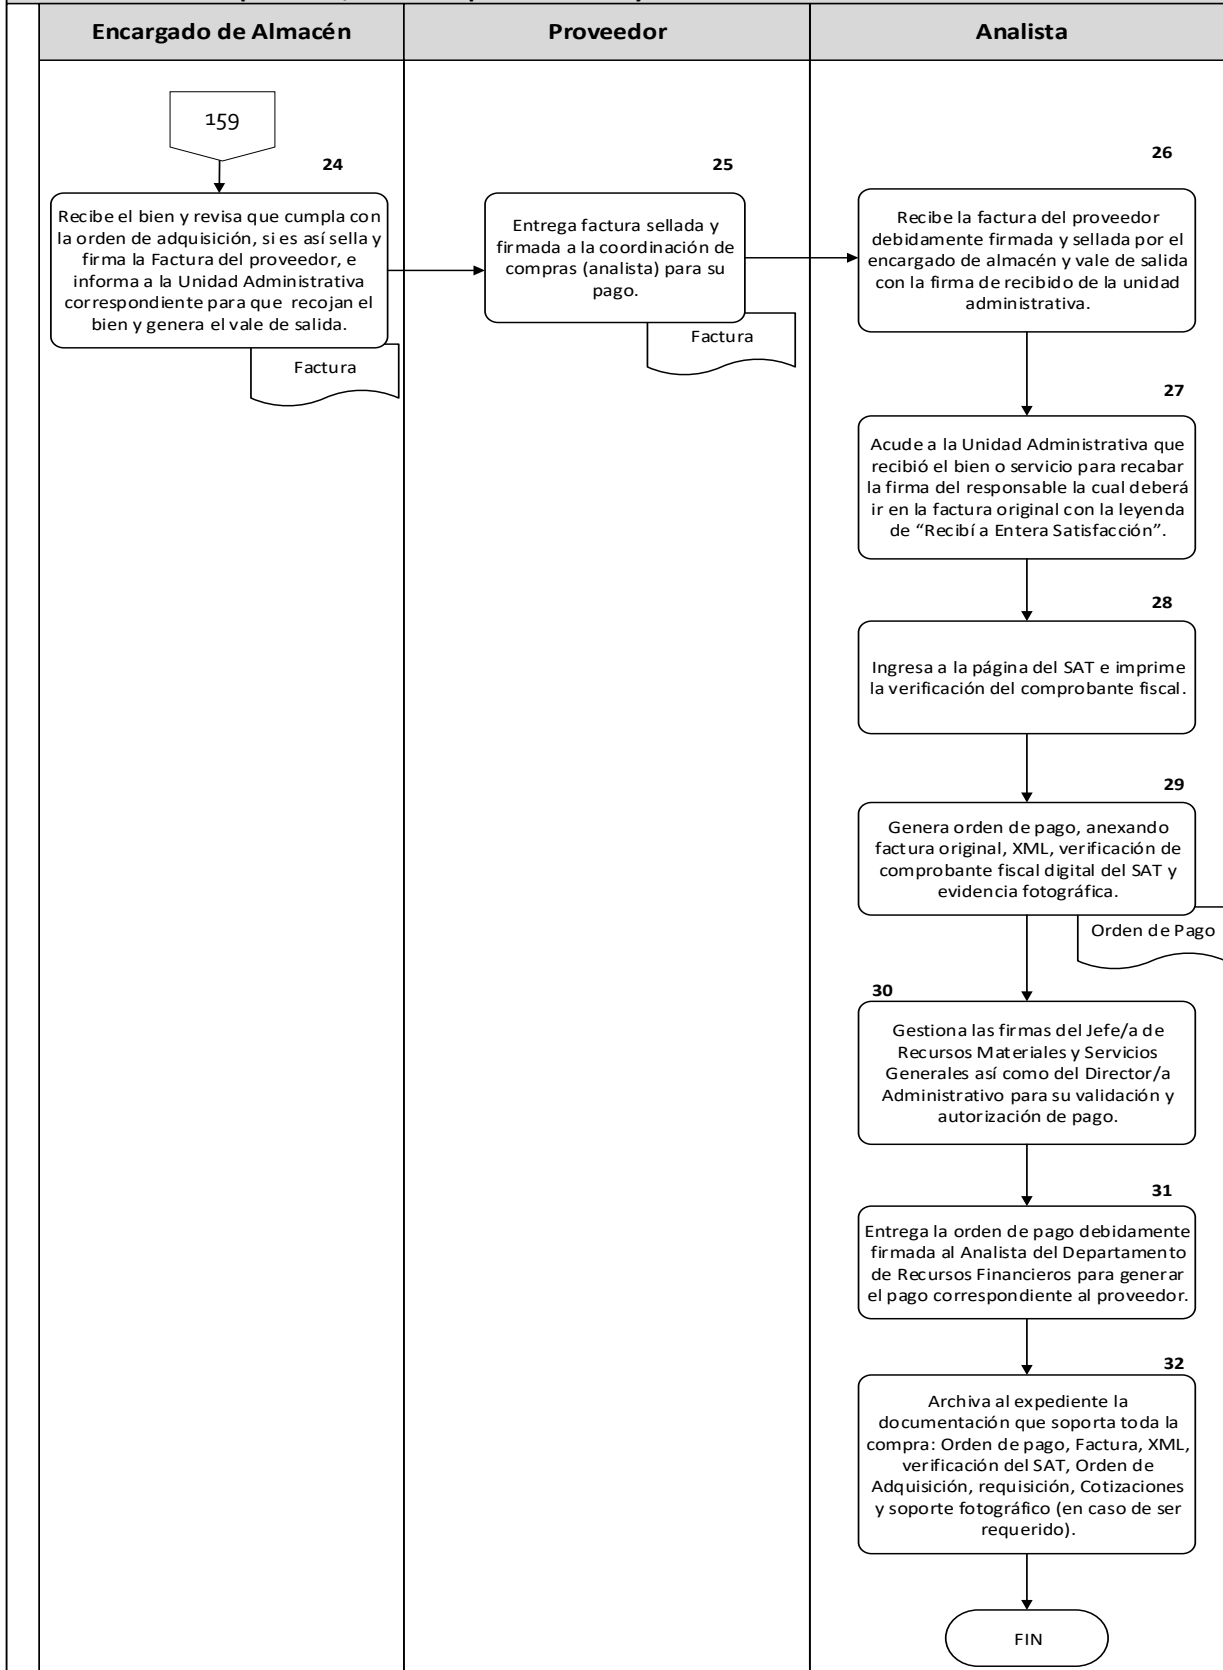 Encargado de Almacén
Proveedor
Analista
159
24
Recibe el bien y revisa que cumpla con
la orden de adquisición, si es así sella y
firma la Factura del proveedor, e
informa a la Unidad Administrativa
correspondiente para que recojan el
bien y genera el vale de salida.
Factura
25
Entrega factura sellada y
firmada a la coordinación de
compras (analista) para su
pago.
Factura
26
Recibe la factura del proveedor
debidamente firmada y sellada por el
encargado de almacén y vale de salida
con la firma de recibido de la unidad
administrativa.
27
Acude a la Unidad Administrativa que
recibió el bien o servicio para recabar
la firma del responsable la cual deberá
ir en la factura original con la leyenda
de “Recibí a Entera Satisfacción”.
28
Ingresa a la página del SAT e imprime
la verificación del comprobante fiscal.
29
Genera orden de pago, anexando
factura original, XML, verificación de
comprobante fiscal digital del SAT y
evidencia fotográfica.
Orden de Pago
30
Gestiona las firmas del Jefe/a de
Recursos Materiales y Servicios
Generales así como del Director/a
Administrativo para su validación y
autorización de pago.
31
Entrega la orden de pago debidamente
firmada al Analista del Departamento
de Recursos Financieros para generar
el pago correspondiente al proveedor.
32
Archiva al expediente la
documentación que soporta toda la
compra: Orden de pago, Factura, XML,
verificación del SAT, Orden de
Adquisición, requisición, Cotizaciones
y soporte fotográfico (en caso de ser
requerido).
FIN